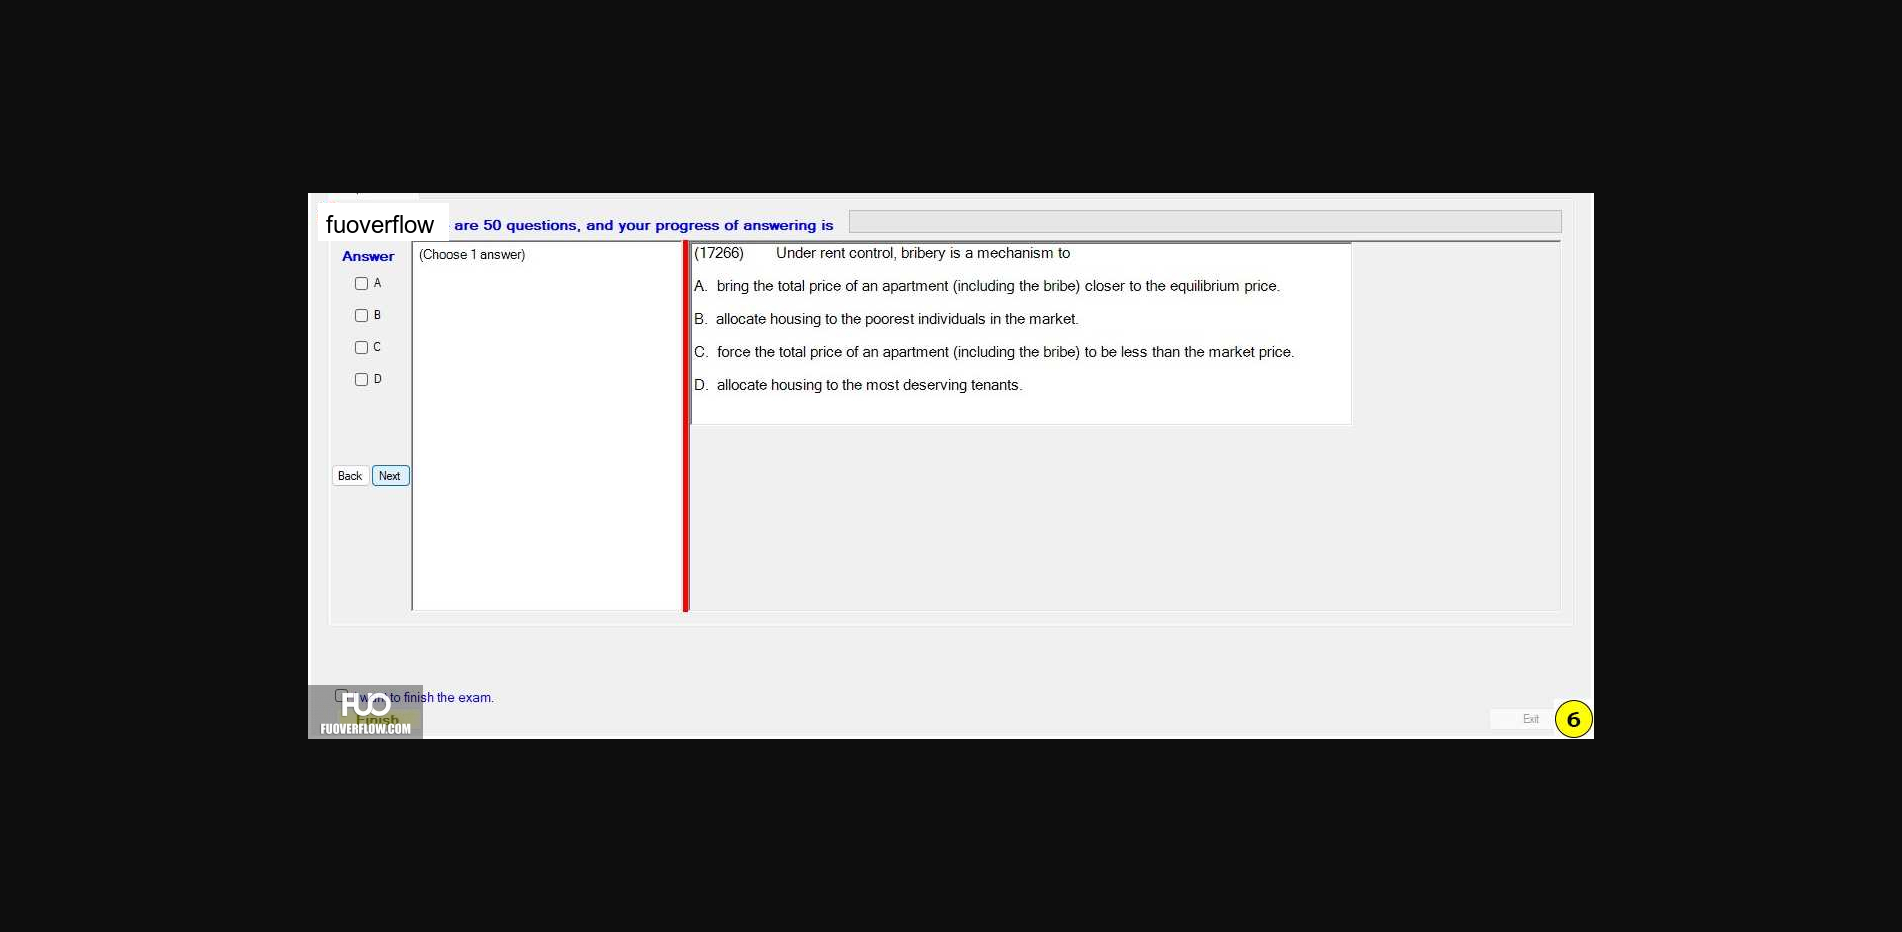 fuoverflow are 50 questions, and your progress of answering is
Answer
(Choose 1 answer)
A
B
C
D
Back Next
(17266) Under rent control, bribery is a mechanism to
A. bring the total price of an apartment (including the bribe) closer to the equilibrium price.
B. allocate housing to the poorest individuals in the market.
C. force the total price of an apartment (including the bribe) to be less than the market price.
D. allocate housing to the most deserving tenants.
want to finish the exam.
Finish
FUO
FUOVERFLOW.COM
Exit
6